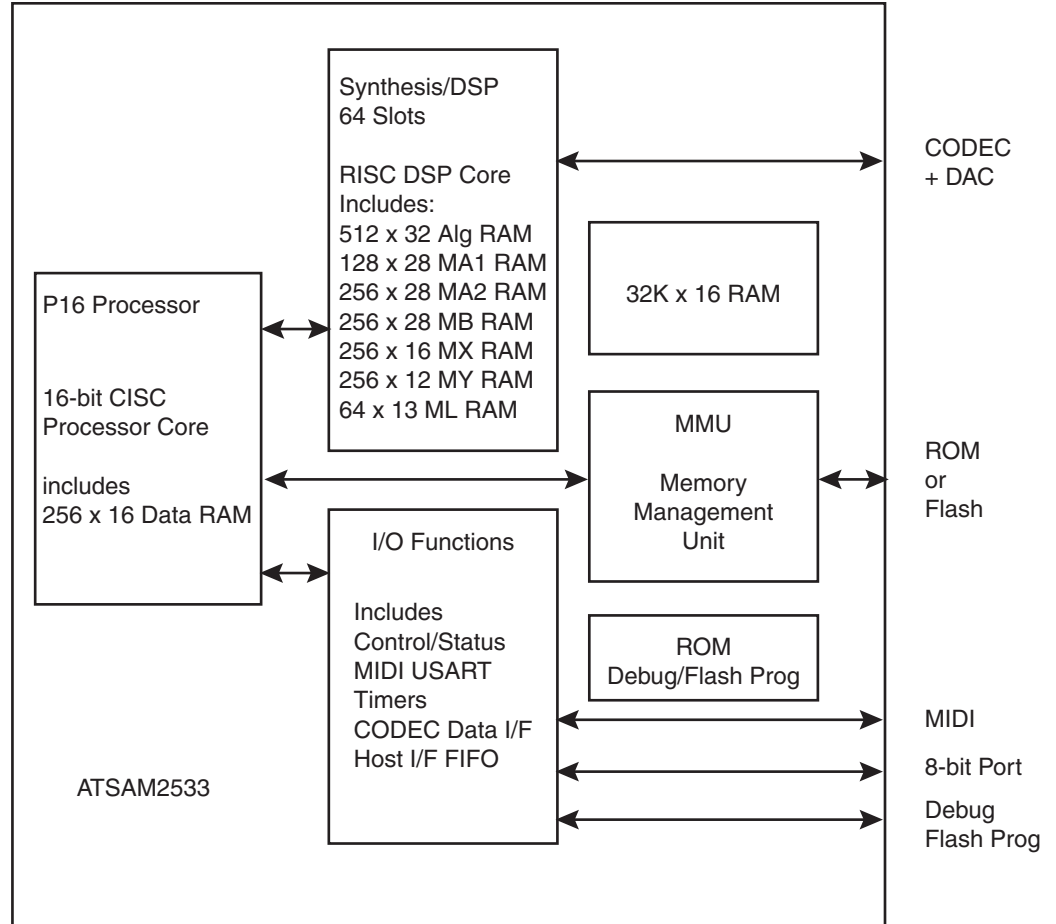 Synthesis/DSP
64 Slots
RISC DSP Core
Includes:
512 x 32 Alg RAM
128 x 28 MA1 RAM
256 x 28 MA2 RAM
256 x 28 MB RAM
256 x 16 MX RAM
256 x 12 MY RAM
64 x 13 ML RAM
CODEC
+ DAC
32K x 16 RAM
P16 Processor
16-bit CISC
Processor Core
includes
256 x 16 Data RAM
MMU
Memory
Management
Unit
ROM
or
Flash
I/O Functions
Includes
Control/Status
MIDI USART
Timers
CODEC Data I/F
Host I/F FIFO
ROM
Debug/Flash Prog
MIDI
8-bit Port
Debug
Flash Prog
ATSAM2533